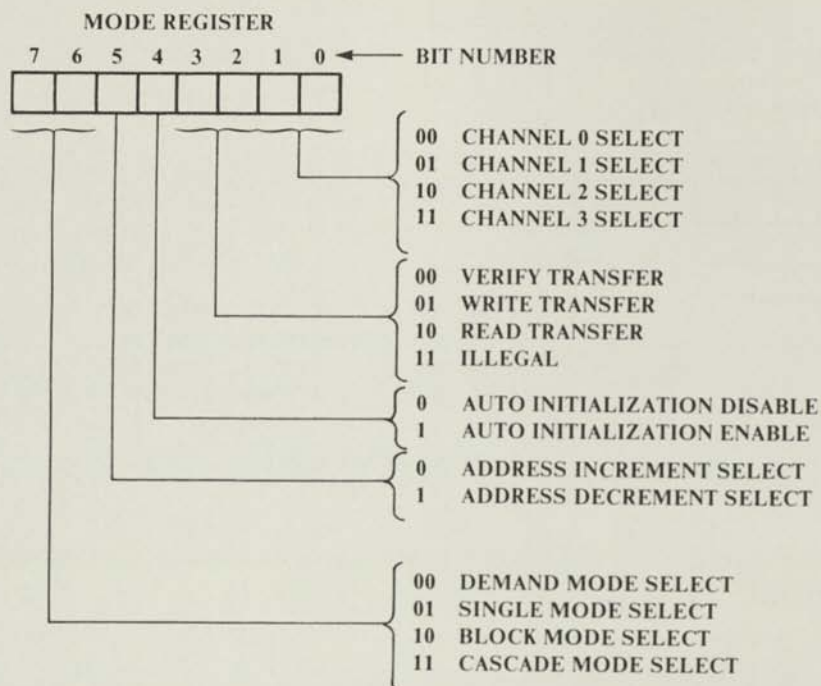 MODE REGISTER
7 6 5 4 3 2 1 0 BIT NUMBER
00 CHANNEL 0 SELECT
01 CHANNEL 1 SELECT
10 CHANNEL 2 SELECT
11 CHANNEL 3 SELECT
00 VERIFY TRANSFER
01 WRITE TRANSFER
10 READ TRANSFER
11 ILLEGAL
0 AUTO INITIALIZATION DISABLE
1 AUTO INITIALIZATION ENABLE
0 ADDRESS INCREMENT SELECT
1 ADDRESS DECREMENT SELECT
00 DEMAND MODE SELECT
01 SINGLE MODE SELECT
10 BLOCK MODE SELECT
11 CASCADE MODE SELECT